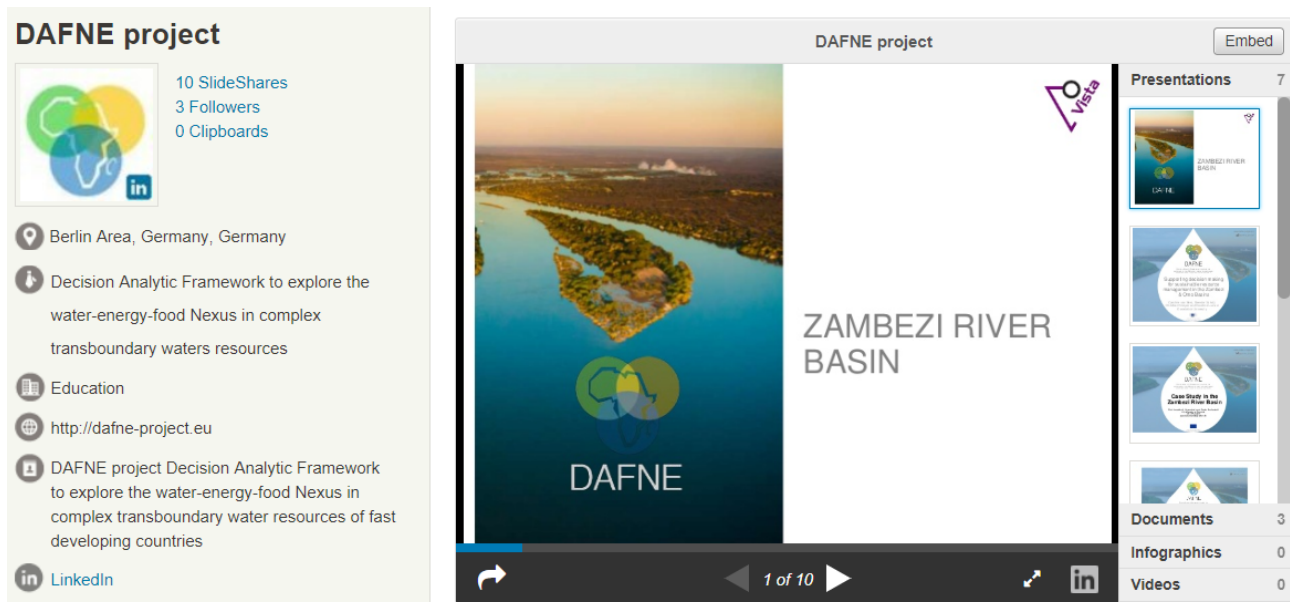 DAFNE project
10 SlideShares
3 Followers
0 Clipboards
in
Berlin Area, Germany, Germany
Decision Analytic Framework to explore the
water-energy-food Nexus in complex
transboundary waters resources
Education
http://dafne-project.eu
DAFNE project Decision Analytic Framework
to explore the water-energy-food Nexus in
complex transboundary water resources of fast
developing countries
in LinkedIn
DAFNE project
Embed
Vista
ZAMBEZI RIVER
BASIN
DAFNE
1 of 10
in
Presentations 7
ZAMBEZI RIVER
BASIN
DAFNE
DAFNE
DAFNE
Case Study in the
Zambezi River Basin
Documents 3
Infographics 0
Videos 0